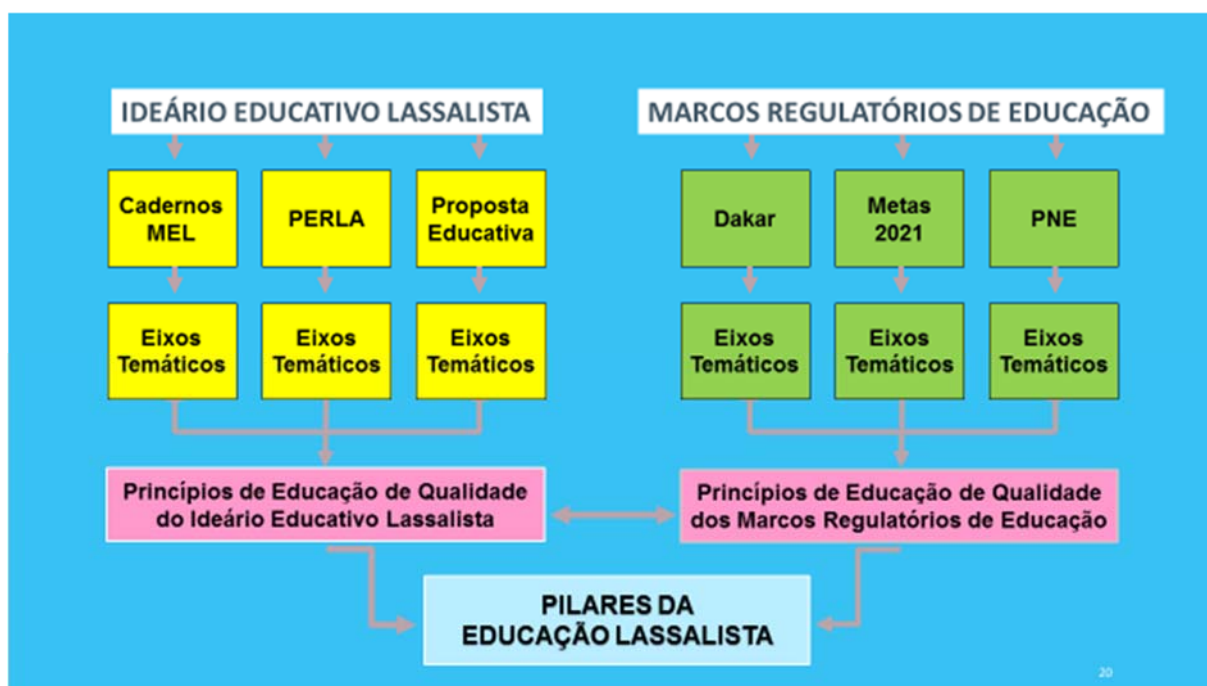 IDEÁRIO EDUCATIVO LASSALISTA
MARCOS REGULATÓRIOS DE EDUCAÇÃO
Cadernos
MEL
PERLA
Proposta
Educativa
Dakar
Metas
2021
PNE
Eixos
Temáticos
Eixos
Temáticos
Eixos
Temáticos
Eixos
Temáticos
Eixos
Temáticos
Eixos
Temáticos
Princípios de Educação de Qualidade
do Ideário Educativo Lassalista
Princípios de Educação de Qualidade
dos Marcos Regulatórios de Educação
PILARES DA
EDUCAÇÃO LASSALISTA
20